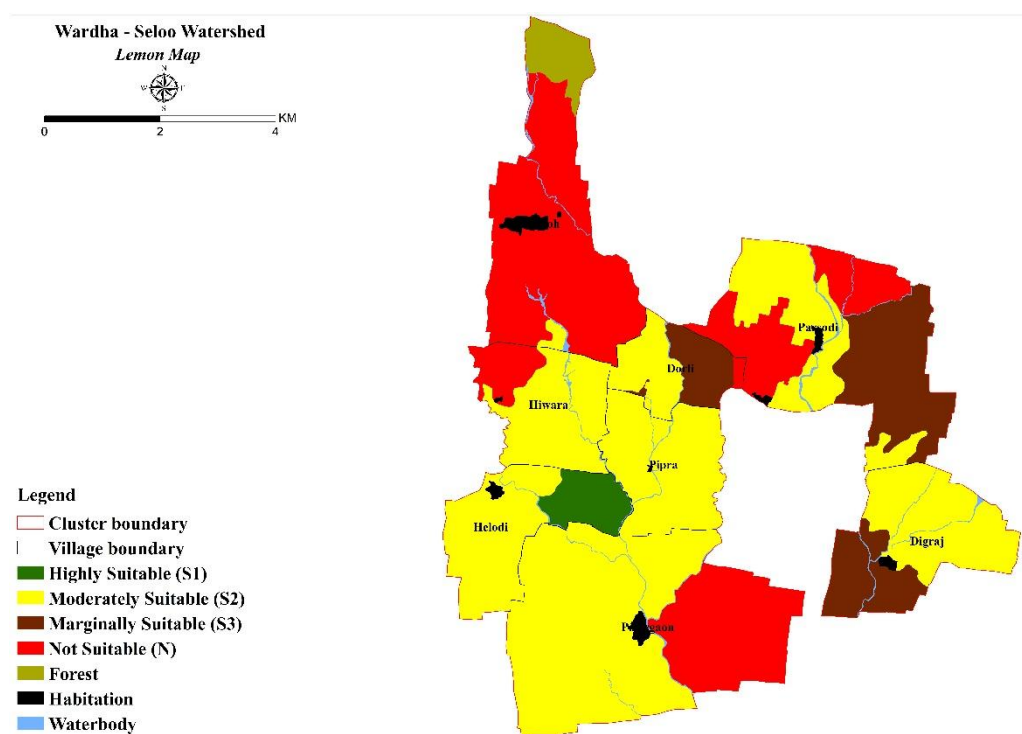 Wardha - Seloo Watershed
Lemon Map
N
W E
S
KM
0 2 4
Pavnodi
Dorli
Hiwara
Pipra
Helodi
Digraj
Legend
Cluster boundary
Village boundary
Highly Suitable (S1)
Moderately Suitable (S2)
Marginally Suitable (S3)
Not Suitable (N)
Forest
Habitation
Waterbody